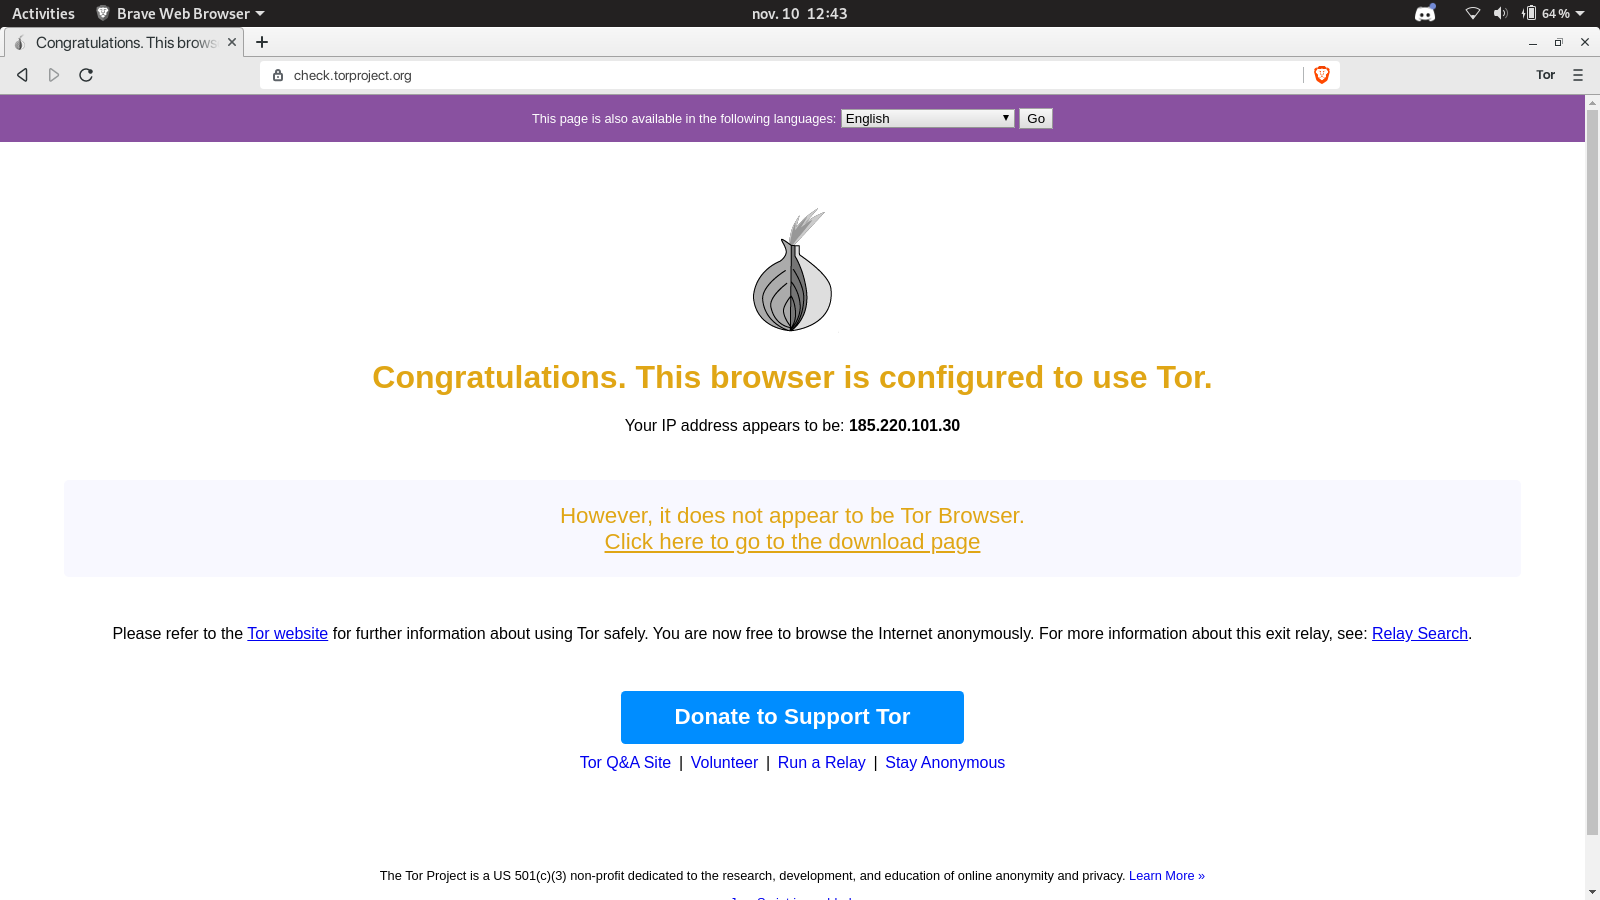 Activities Brave Web Browser nov. 10 12:43 64 %
Congratulations. This brows
check.torproject.org Tor
This page is also available in the following languages: English Go
Congratulations. This browser is configured to use Tor.
Your IP address appears to be: 185.220.101.30
However, it does not appear to be Tor Browser.
Click here to go to the download page
Please refer to the Tor website for further information about using Tor safely. You are now free to browse the Internet anonymously. For more information about this exit relay, see: Relay Search.
Donate to Support Tor
Tor Q&A Site | Volunteer | Run a Relay | Stay Anonymous
The Tor Project is a US 501(c)(3) non-profit dedicated to the research, development, and education of online anonymity and privacy. Learn More »